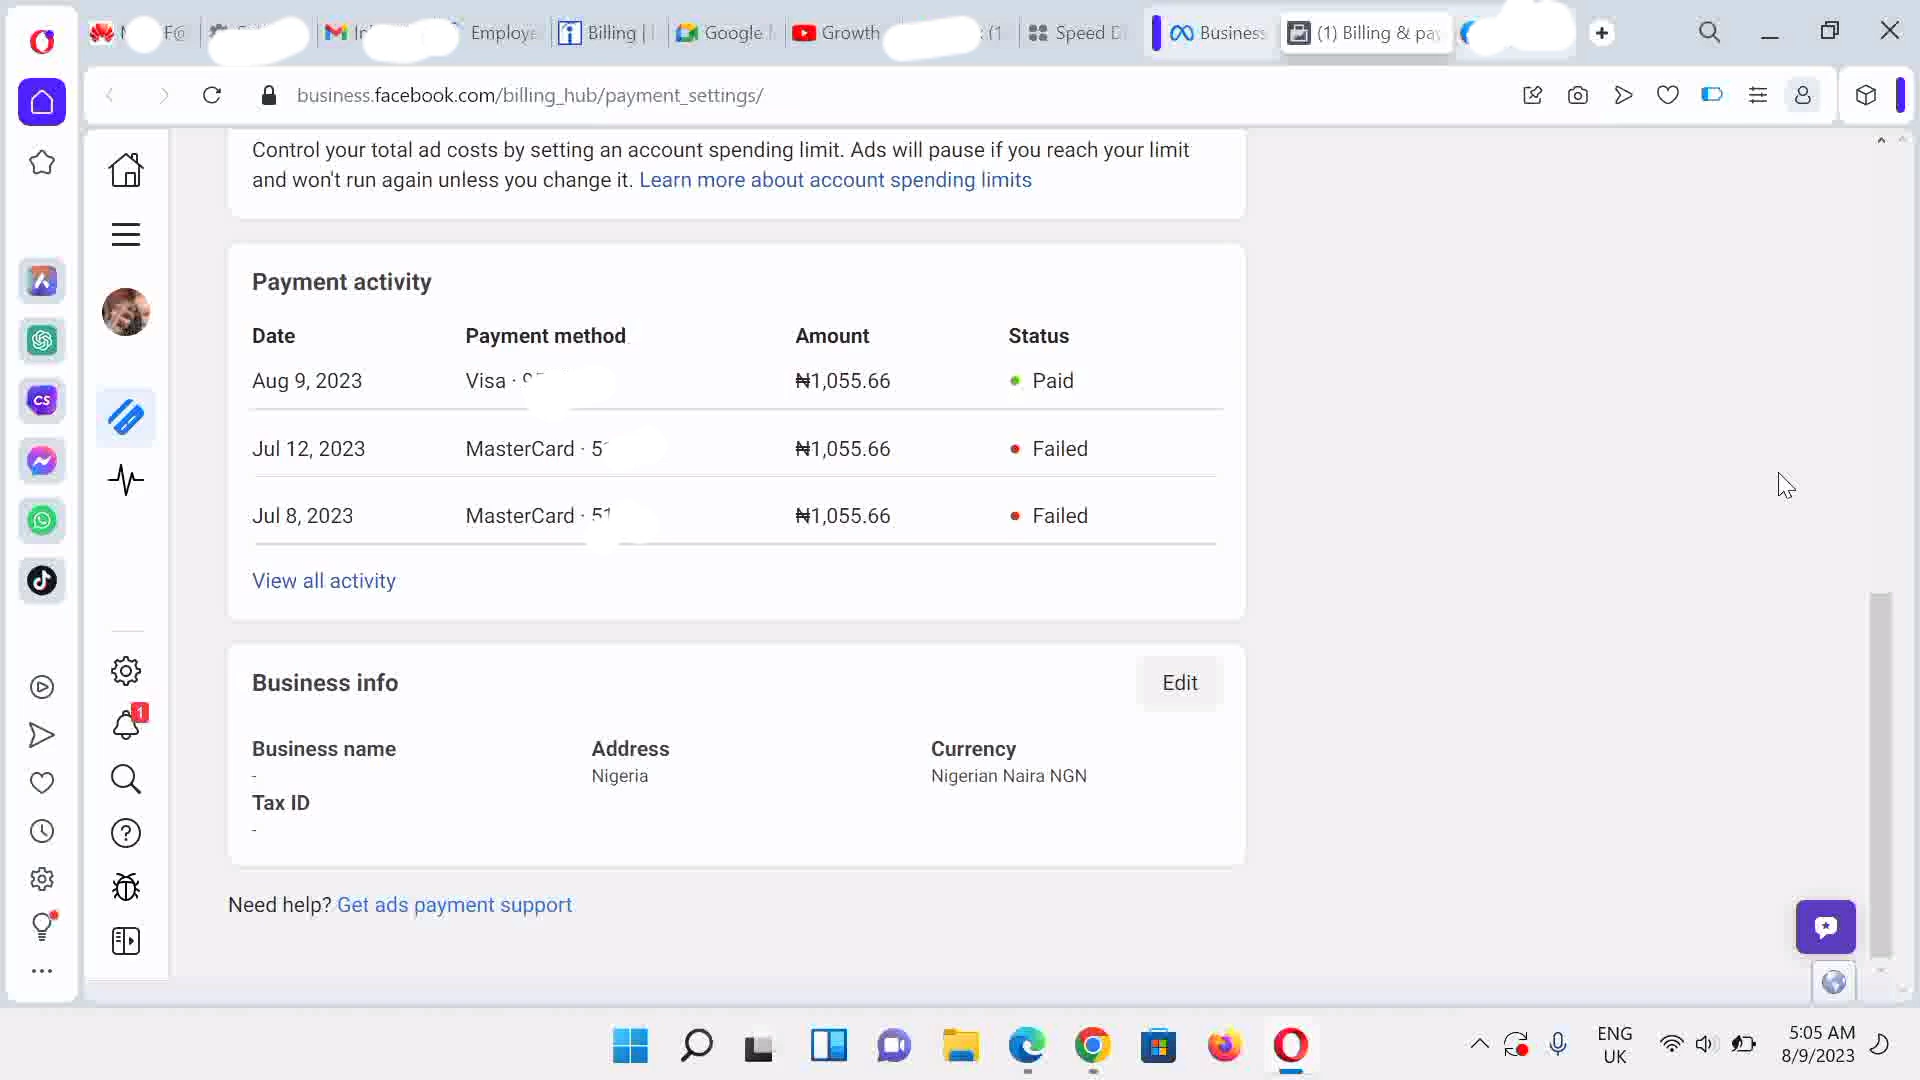 F@
Employe
Billing |
Google
Growth
(1
Speed D
Business
(1) Billing & pay
business.facebook.com/billing_hub/payment_settings/
Control your total ad costs by setting an account spending limit. Ads will pause if you reach your limit
and won't run again unless you change it. Learn more about account spending limits
Payment activity
Date Payment method Amount Status
Aug 9, 2023 Visa · ₦1,055.66 Paid
Jul 12, 2023 MasterCard · 5 ₦1,055.66 Failed
Jul 8, 2023 MasterCard · 51 ₦1,055.66 Failed
View all activity
Business info Edit
Business name Address Currency
- Nigeria Nigerian Naira NGN
Tax ID
-
Need help? Get ads payment support
CS
1
ENG
UK
5:05 AM
8/9/2023